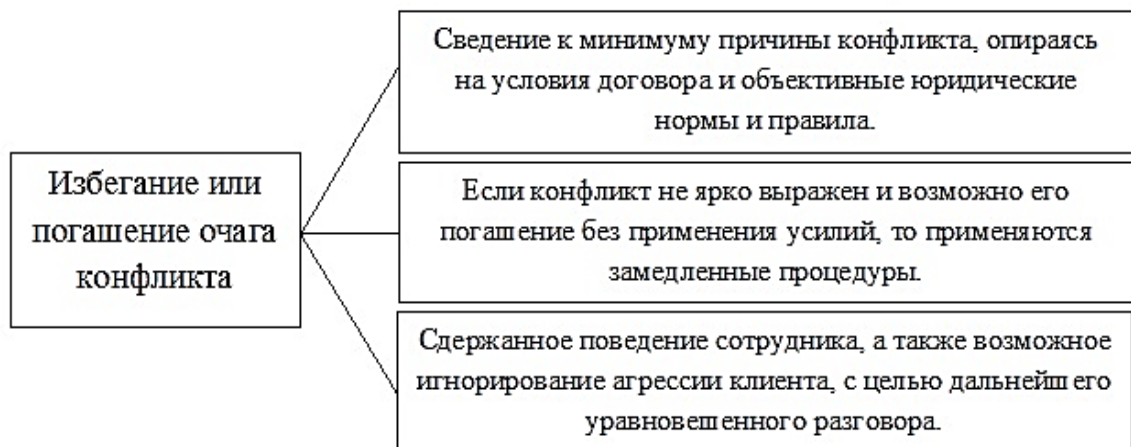 Избегание или
погашение очага
конфликта
Сведение к минимуму причины конфликта, опираясь
на условия договора и объективные юридические
нормы и правила.
Если конфликт не ярко выражен и возможно его
погашение без применения усилий, то применяются
замедленные процедуры.
Сдержанное поведение сотрудника, а также возможное
игнорирование агрессии клиента, с целью дальнейшего
уравновешенного разговора.